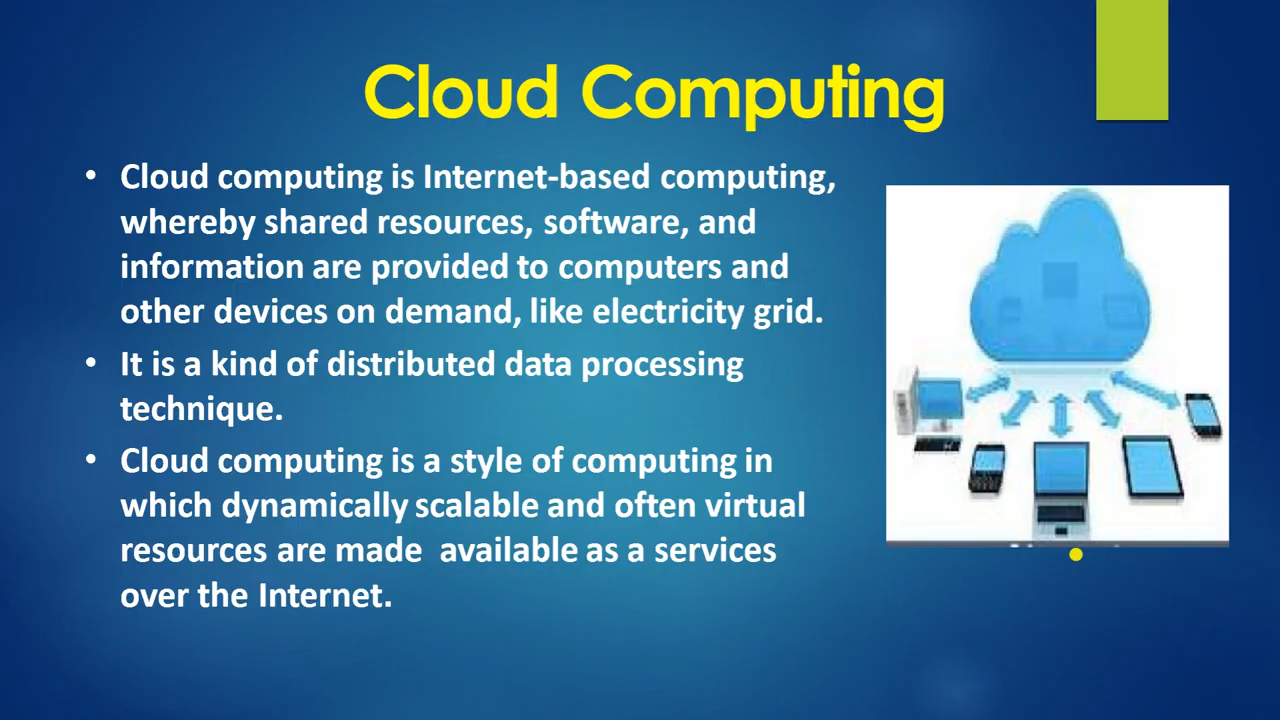 Cloud Computing
• Cloud computing is Internet-based computing,
whereby shared resources, software, and
information are provided to computers and
other devices on demand, like electricity grid.
• It is a kind of distributed data processing
technique.
• Cloud computing is a style of computing in
which dynamically scalable and often virtual
resources are made  available as a services
over the Internet.